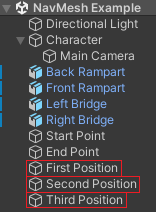 NavMesh Example
Directional Light
Character
Main Camera
Back Rampart
Front Rampart
Left Bridge
Right Bridge
Start Point
End Point
First Position
Second Position
Third Position